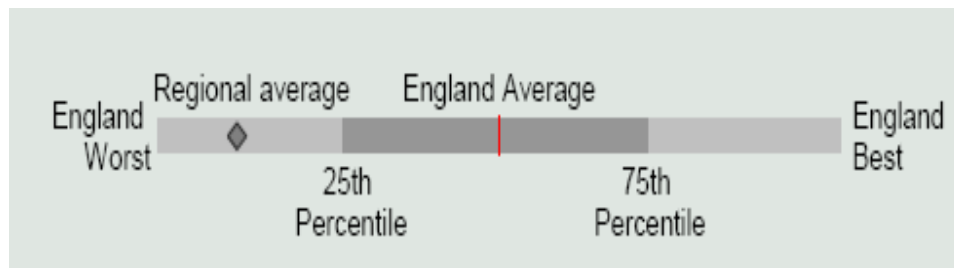 Regional average
England Average
England
Worst
England
Best
25th
Percentile
75th
Percentile